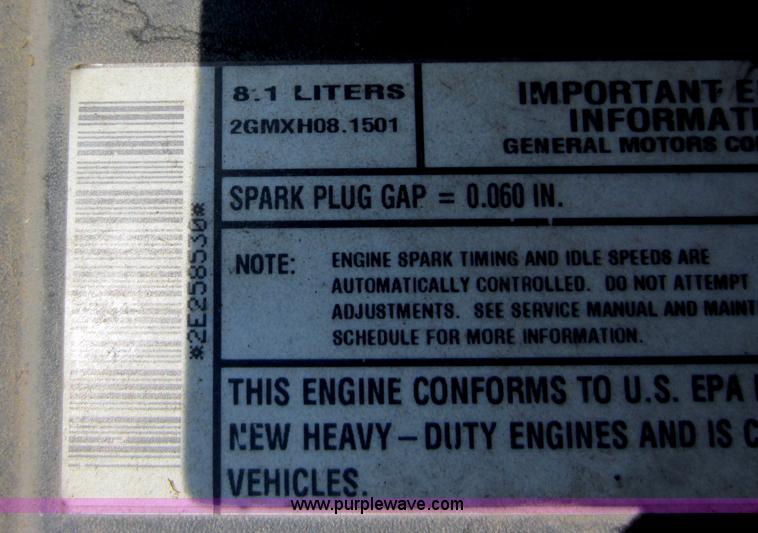 8.1 LITERS
2GMXH08.1501
IMPORTANT
INFORMATI
GENERAL MOTORS
SPARK PLUG GAP = 0.060 IN.
*2E258530*
NOTE: ENGINE SPARK TIMING AND IDLE SPEEDS ARE
AUTOMATICALLY CONTROLLED. DO NOT ATTEMPT
ADJUSTMENTS. SEE SERVICE MANUAL AND MAINT
SCHEDULE FOR MORE INFORMATION.
THIS ENGINE CONFORMS TO U.S. EPA
NEW HEAVY-DUTY ENGINES AND IS C
VEHICLES.
www.purplewave.com